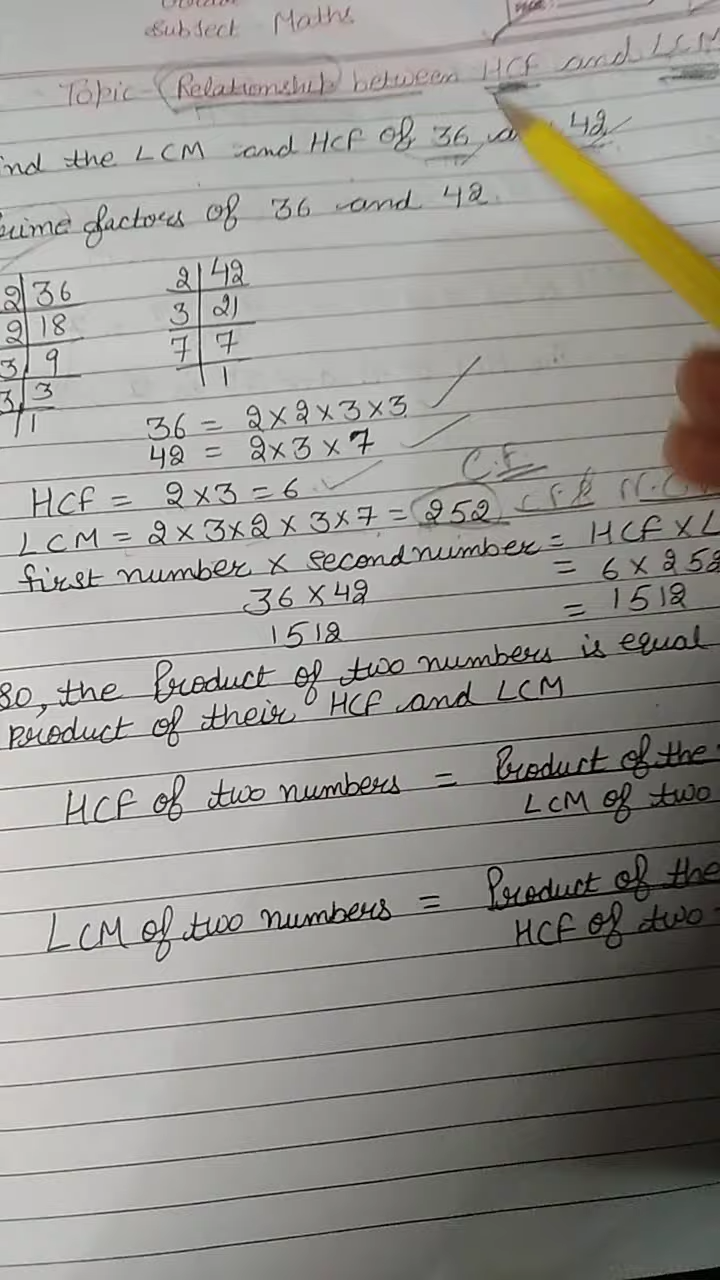 Subject Maths
Topic - Relationship between HCF and LCM
ind the LCM and HCF of 36 42
rime factors of 36 and 42.
2 36 2 42
2 18 3 21
3 9 7 7
3 3 1
1
36 = 2×2×3×3
42 = 2×3×7
C.F.
HCF = 2×3=6
LCM = 2×3×2×3×7=252
first number × second number = HCF × L
36×42 = 6×252
1512 = 1512
So, the Product of two numbers is equal
product of their HCF and LCM
HCF of two numbers = Product of the
LCM of two
LCM of two numbers = Product of the
HCF of two